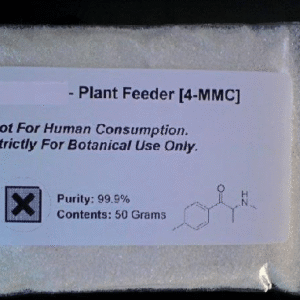 - Plant Feeder [4-MMC]
ot For Human Consumption.
trictly For Botanical Use Only.
Purity: 99.9%
Contents: 50 Grams
O
H
N